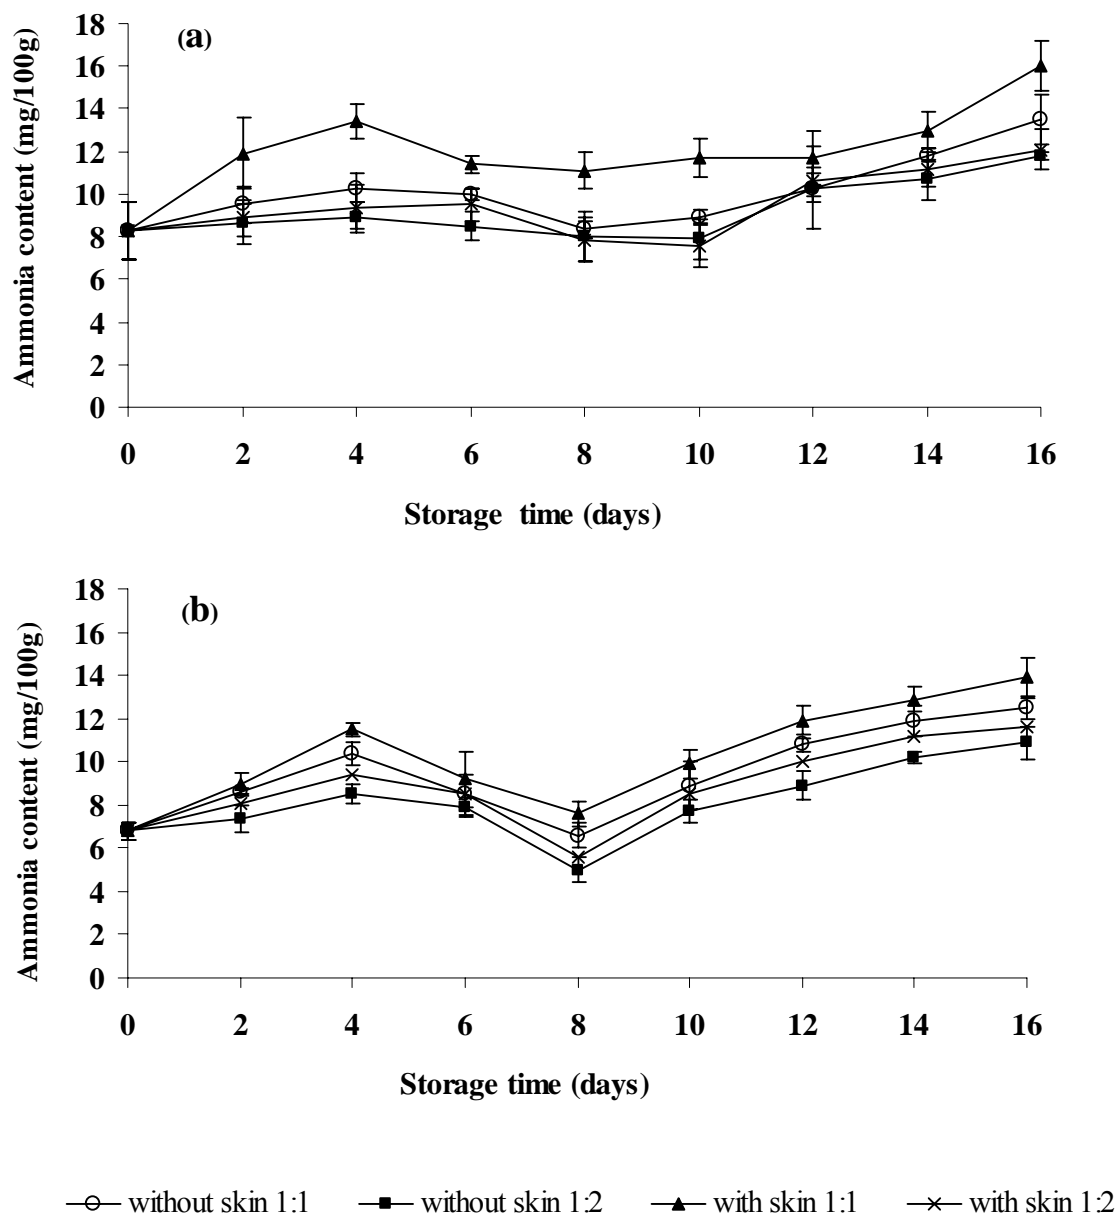 (a)
Ammonia content (mg/100g)
18
16
14
12
10
8
6
4
2
0
0 2 4 6 8 10 12 14 16
Storage time (days)
(b)
Ammonia content (mg/100g)
18
16
14
12
10
8
6
4
2
0
0 2 4 6 8 10 12 14 16
Storage time (days)
without skin 1:1 without skin 1:2 with skin 1:1 with skin 1:2